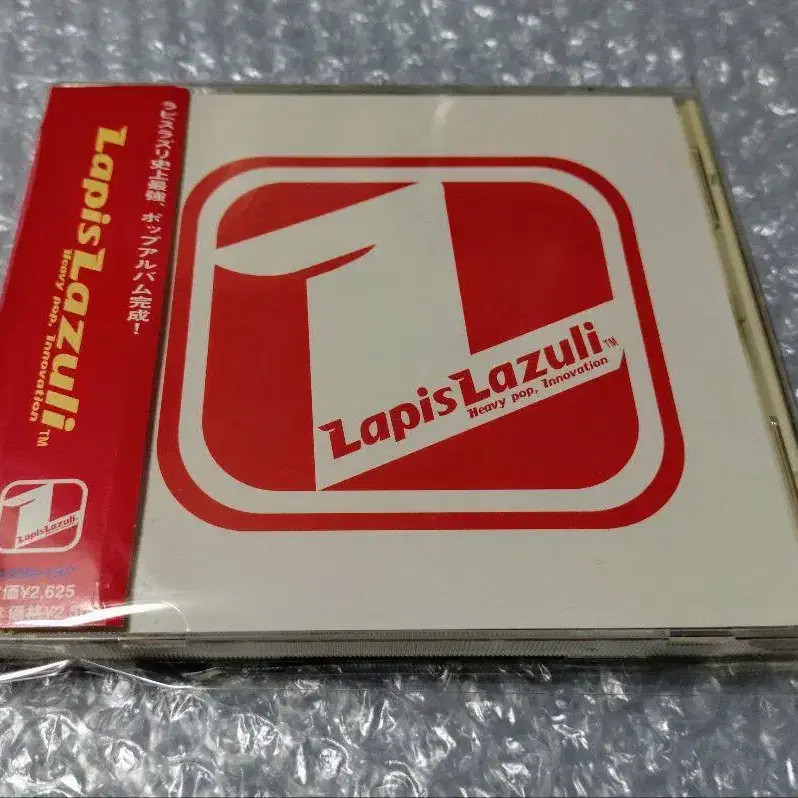 ラピスラズリ史上最強、ポップアルバム完成！
LapisLazuli TM
Heavy pop, Innovation
LapisLazuli
価¥2,625
LapisLazuli TM
Heavy pop, Innovation